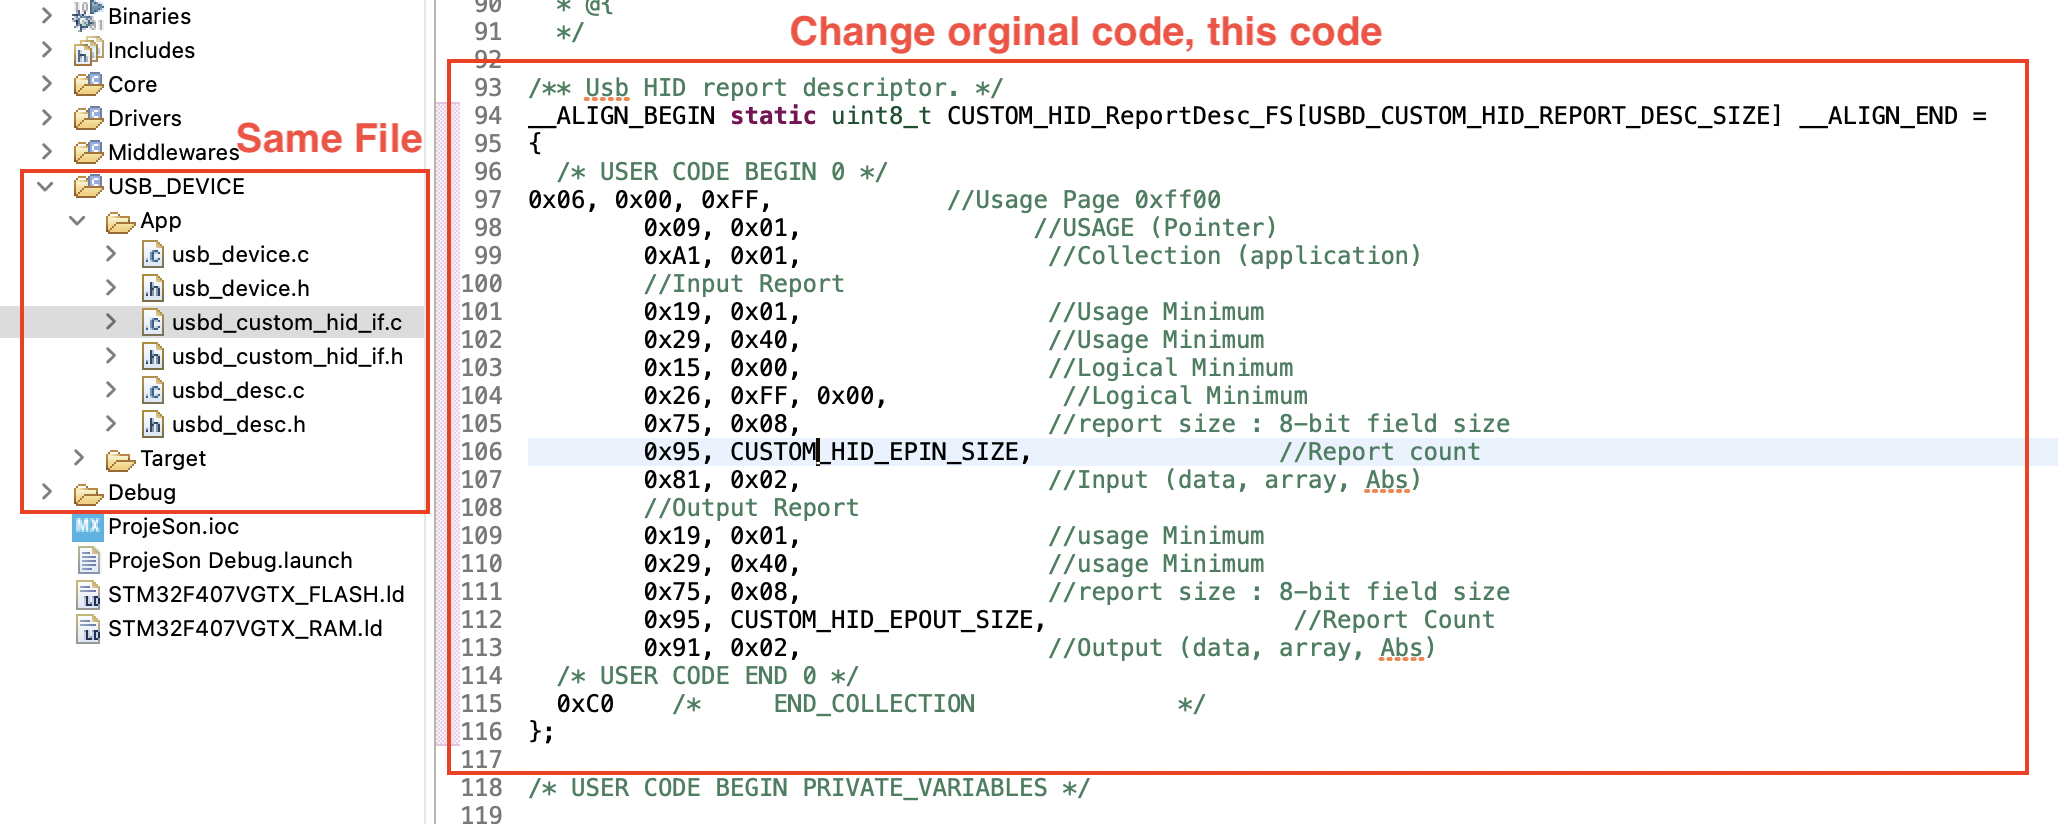 Binaries
Includes
Core
Drivers
Middlewares
Same File
USB_DEVICE
App
usb_device.c
usb_device.h
usbd_custom_hid_if.c
usbd_custom_hid_if.h
usbd_desc.c
usbd_desc.h
Target
Debug
ProjeSon.ioc
ProjeSon Debug.launch
STM32F407VGTX_FLASH.ld
STM32F407VGTX_RAM.ld
Change orginal code, this code
90 * @{
91 */
92
93 /** Usb HID report descriptor. */
94 __ALIGN_BEGIN static uint8_t CUSTOM_HID_ReportDesc_FS[USBD_CUSTOM_HID_REPORT_DESC_SIZE] __ALIGN_END =
95 {
96 /* USER CODE BEGIN 0 */
97 0x06, 0x00, 0xFF, //Usage Page 0xff00
98 0x09, 0x01, //USAGE (Pointer)
99 0xA1, 0x01, //Collection (application)
100 //Input Report
101 0x19, 0x01, //Usage Minimum
102 0x29, 0x40, //Usage Minimum
103 0x15, 0x00, //Logical Minimum
104 0x26, 0xFF, 0x00, //Logical Minimum
105 0x75, 0x08, //report size : 8-bit field size
106 0x95, CUSTOM_HID_EPIN_SIZE, //Report count
107 0x81, 0x02, //Input (data, array, Abs)
108 //Output Report
109 0x19, 0x01, //usage Minimum
110 0x29, 0x40, //usage Minimum
111 0x75, 0x08, //report size : 8-bit field size
112 0x95, CUSTOM_HID_EPOUT_SIZE, //Report Count
113 0x91, 0x02, //Output (data, array, Abs)
114 /* USER CODE END 0 */
115 0xC0 /* END_COLLECTION */
116 };
117
118 /* USER CODE BEGIN PRIVATE_VARIABLES */
119